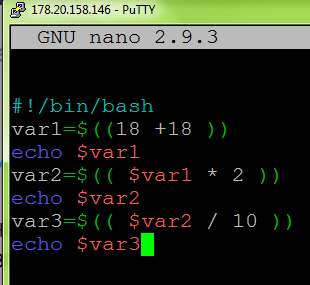 178.20.158.146 - PuTTY
GNU nano 2.9.3
#!/bin/bash
var1=$((18 +18 ))
echo $var1
var2=$(( $var1 * 2 ))
echo $var2
var3=$(( $var2 / 10 ))
echo $var3